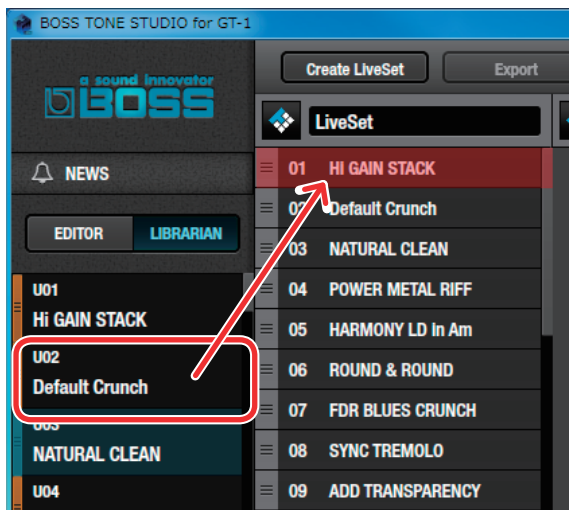 BOSS TONE STUDIO for GT-1
a sound innovator
BOSS
NEWS
EDITOR LIBRARIAN
U01
Hi GAIN STACK
U02
Default Crunch
U03
NATURAL CLEAN
U04
Create LiveSet Export
LiveSet
01 HI GAIN STACK
02 Default Crunch
03 NATURAL CLEAN
04 POWER METAL RIFF
05 HARMONY LD In Am
06 ROUND & ROUND
07 FDR BLUES CRUNCH
08 SYNC TREMOLO
09 ADD TRANSPARENCY